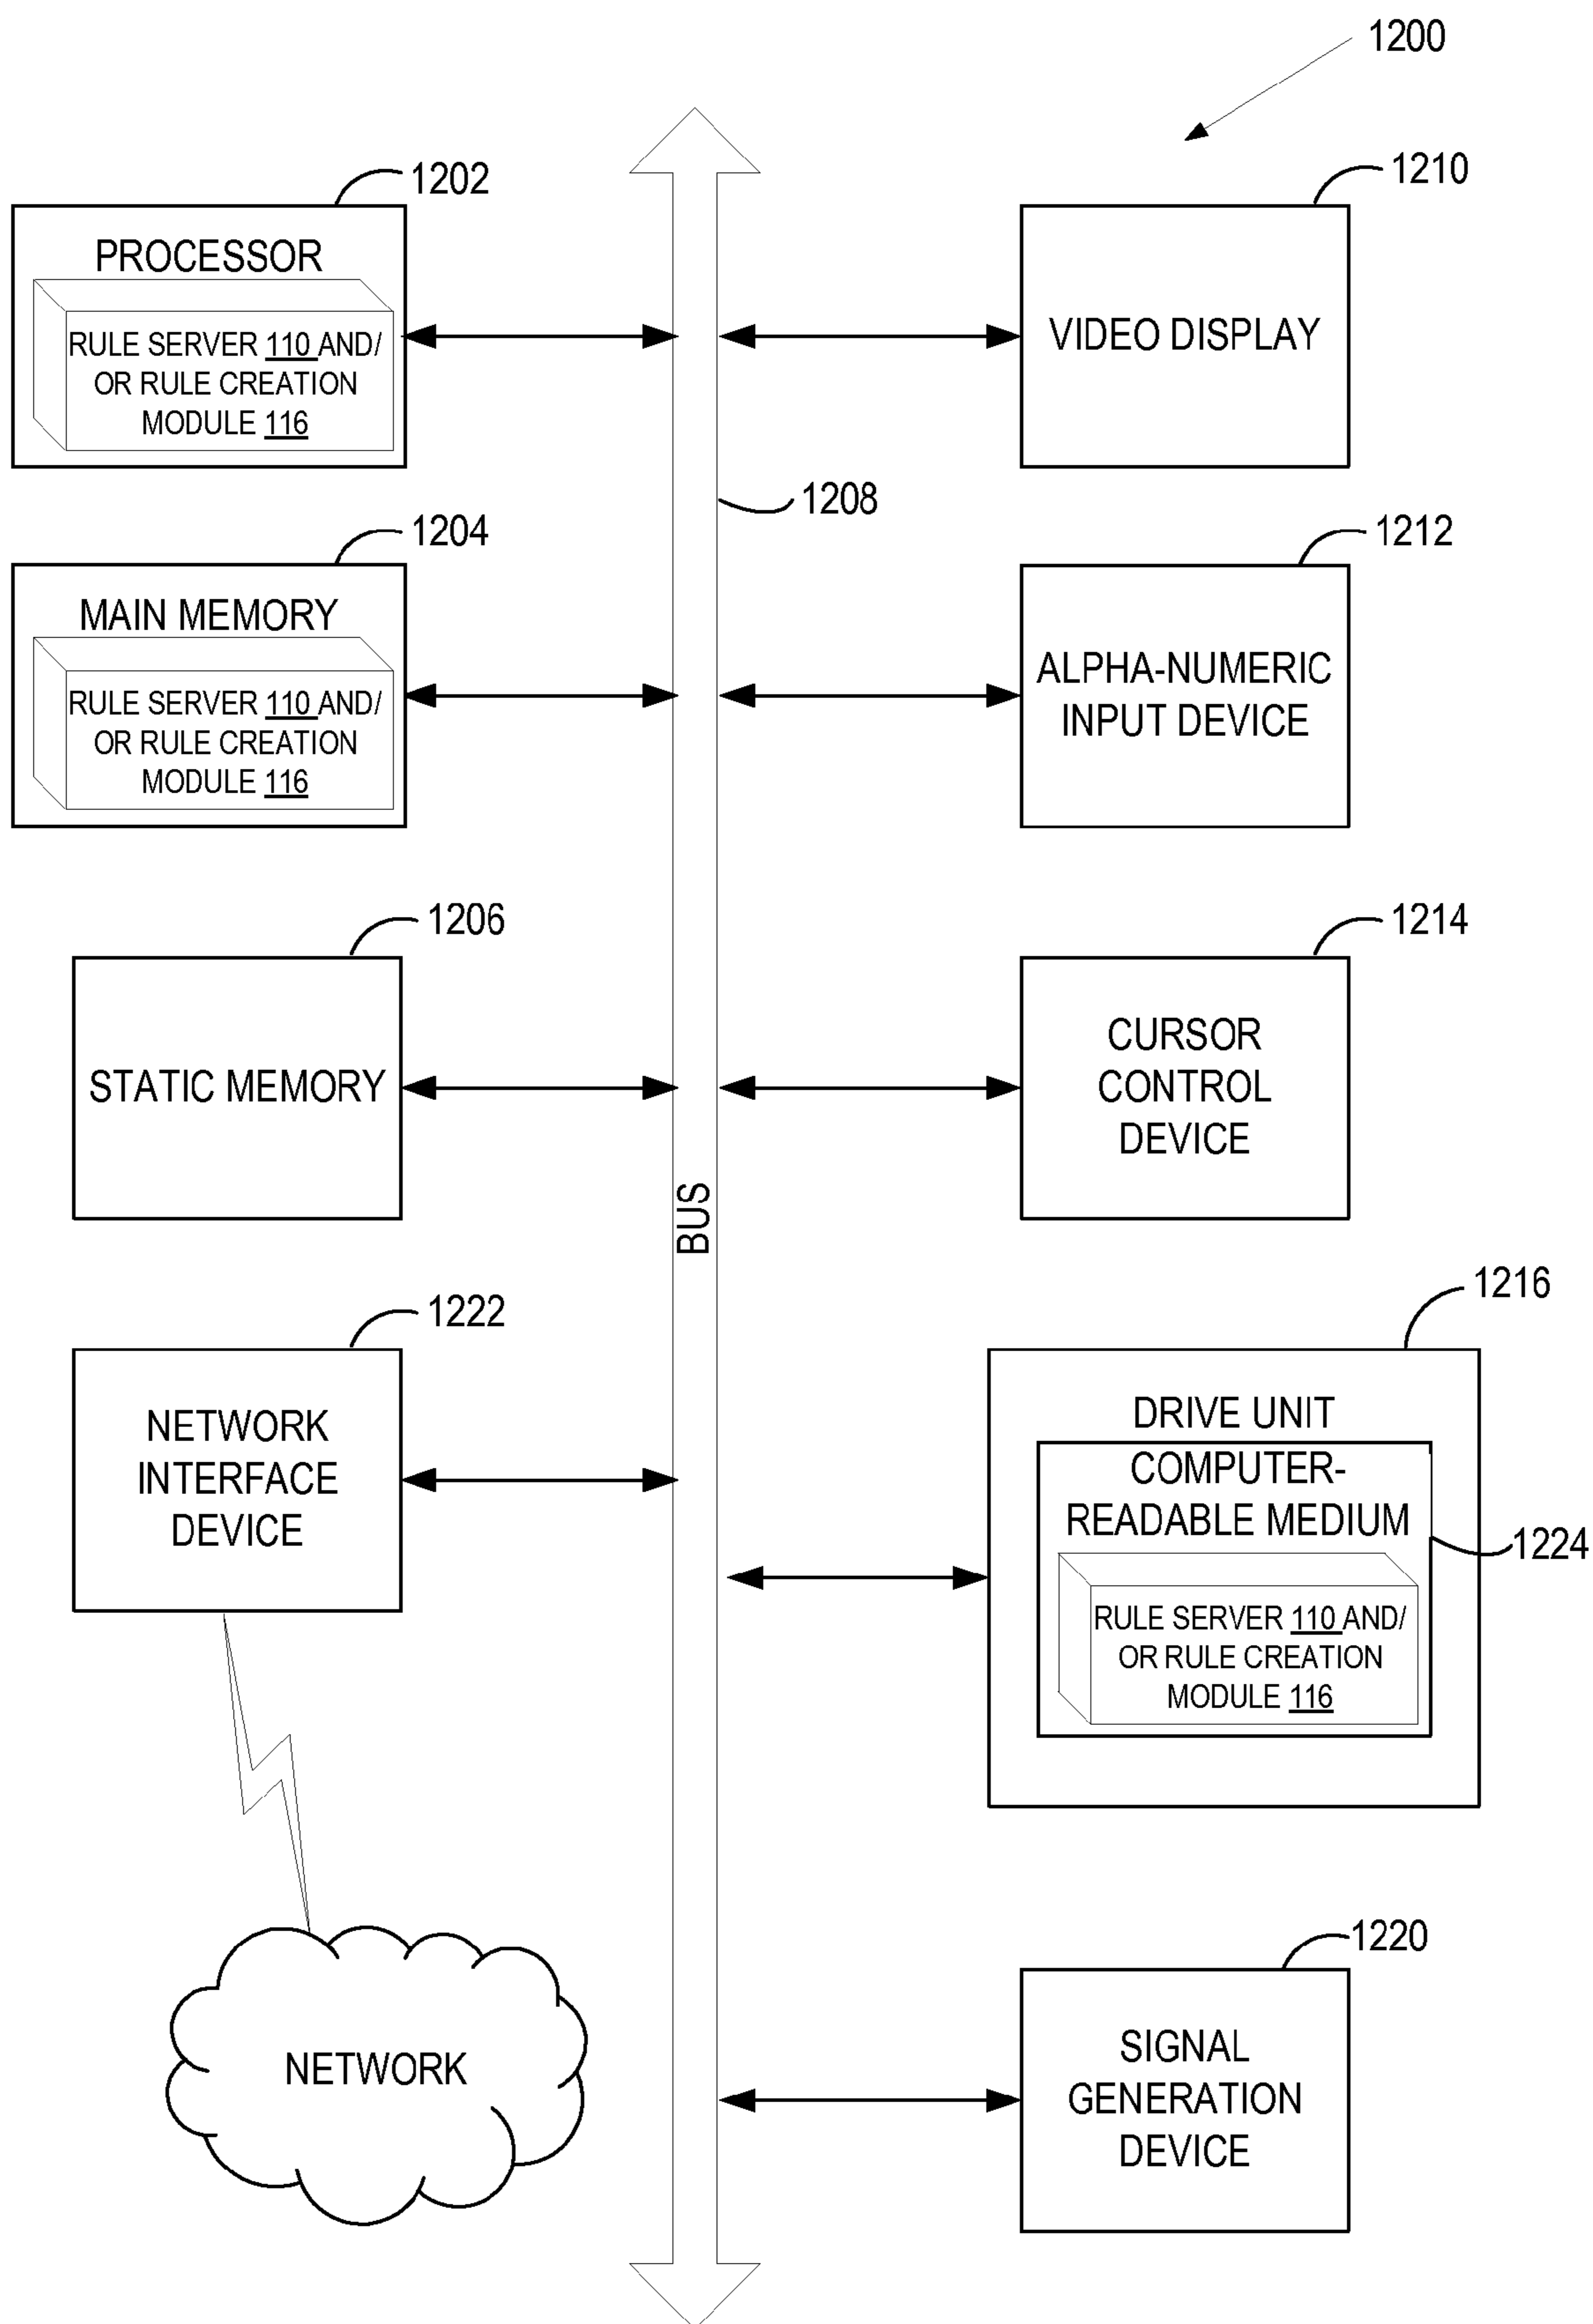 1200
1202
PROCESSOR
RULE SERVER 110 AND/
OR RULE CREATION
MODULE 116
1210
VIDEO DISPLAY
1208
1204
MAIN MEMORY
RULE SERVER 110 AND/
OR RULE CREATION
MODULE 116
1212
ALPHA-NUMERIC
INPUT DEVICE
1206
STATIC MEMORY
1214
CURSOR
CONTROL
DEVICE
BUS
1222
NETWORK
INTERFACE
DEVICE
1216
DRIVE UNIT
COMPUTER-
READABLE MEDIUM
1224
RULE SERVER 110 AND/
OR RULE CREATION
MODULE 116
NETWORK
1220
SIGNAL
GENERATION
DEVICE